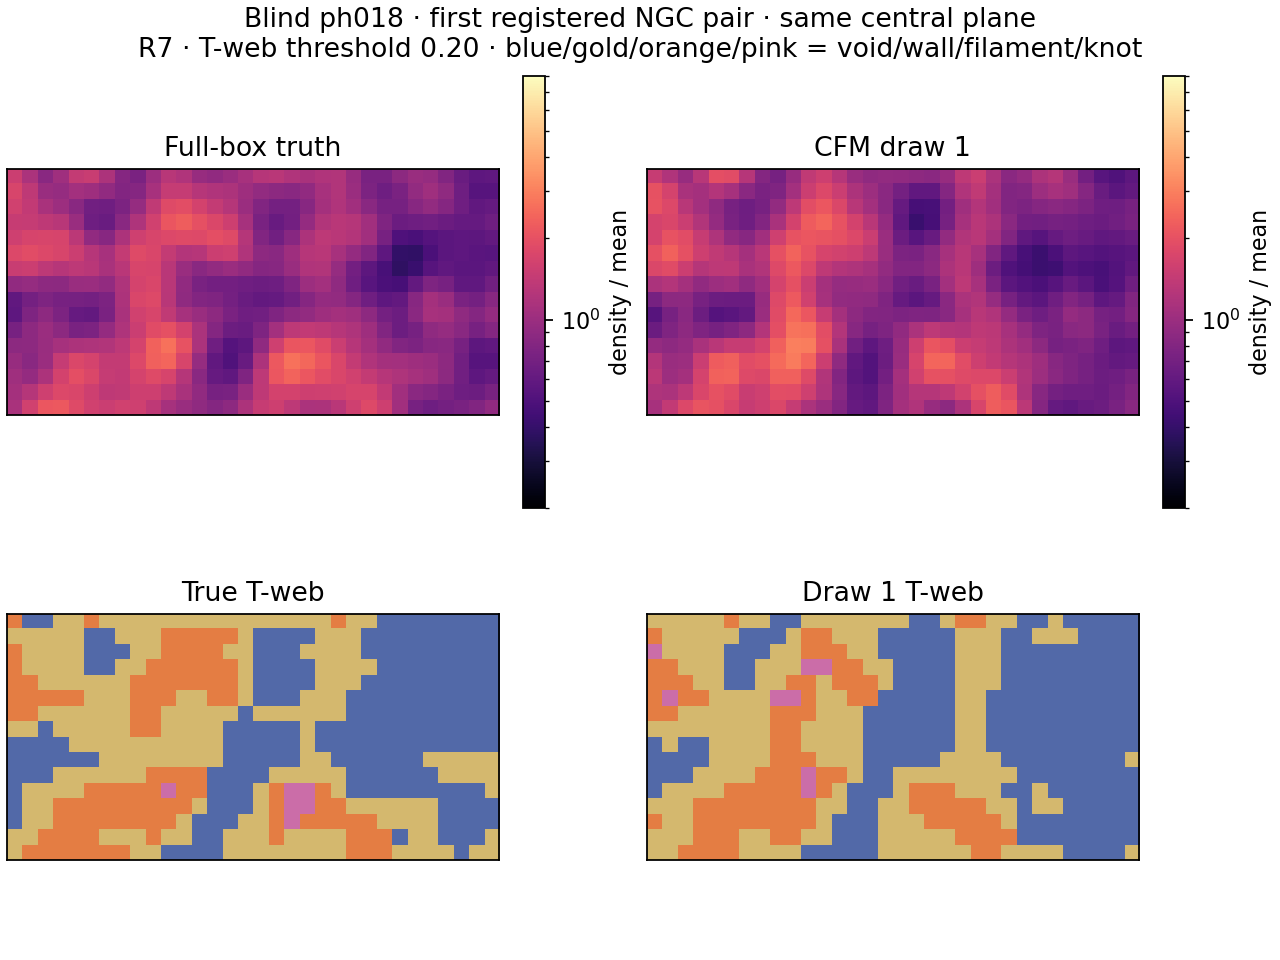 Blind ph018 · first registered NGC pair · same central plane
R7 · T-web threshold 0.20 · blue/gold/orange/pink = void/wall/filament/knot
Full-box truth
10⁰
density / mean
CFM draw 1
10⁰
density / mean
True T-web
Draw 1 T-web